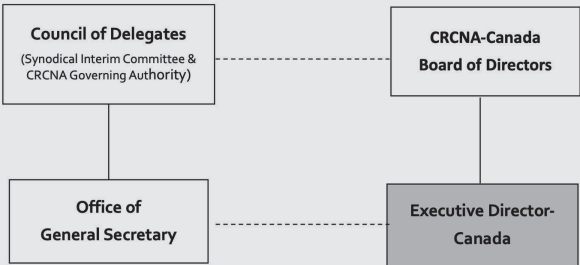 Council of Delegates
(Synodical Interim Committee &
CRCNA Governing Authority)
CRCNA-Canada
Board of Directors
Office of
General Secretary
Executive Director-
Canada